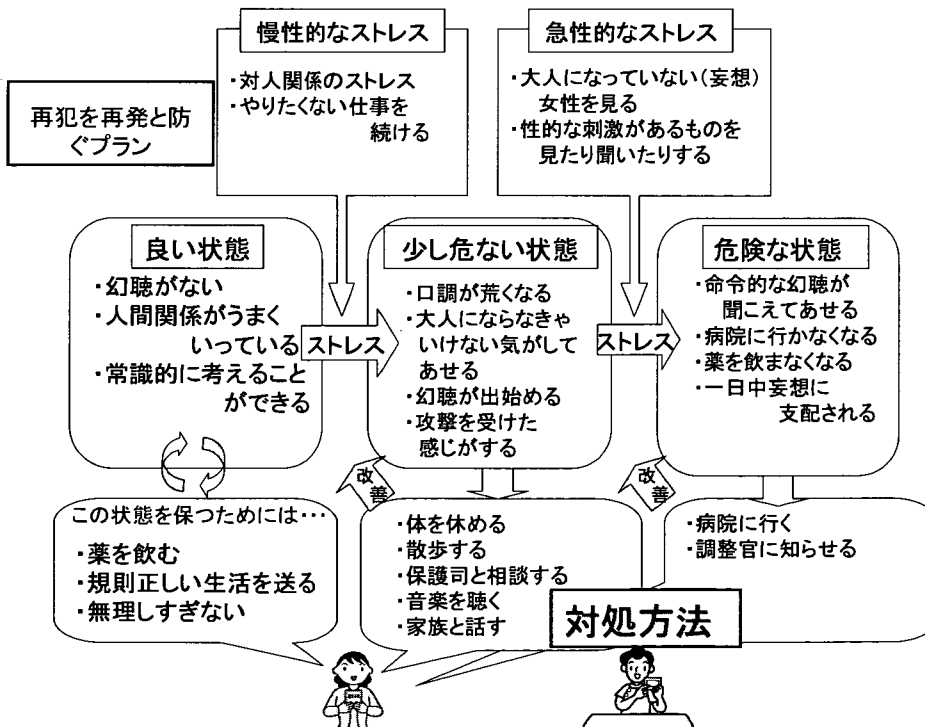 慢性的なストレス
・対人関係のストレス
・やりたくない仕事を
続ける
急性的なストレス
・大人になっていない(妄想)
女性を見る
・性的な刺激があるものを
見たり聞いたりする
再犯を再発と防
ぐプラン
良い状態
・幻聴がない
・人間関係がうまく
いっている
・常識的に考えること
ができる
ストレス
少し危ない状態
・口調が荒くなる
・大人にならなきゃ
いけない気がして
あせる
・幻聴が出始める
・攻撃を受けた
感じがする
ストレス
危険な状態
・命令的な幻聴が
聞こえてあせる
・病院に行かなくなる
・薬を飲まなくなる
・一日中妄想に
支配される
改善
改善
この状態を保つためには・・・
・薬を飲む
・規則正しい生活を送る
・無理しすぎない
・体を休める
・散歩する
・保護司と相談する
・音楽を聴く
・家族と話す
・病院に行く
・調整官に知らせる
対処方法